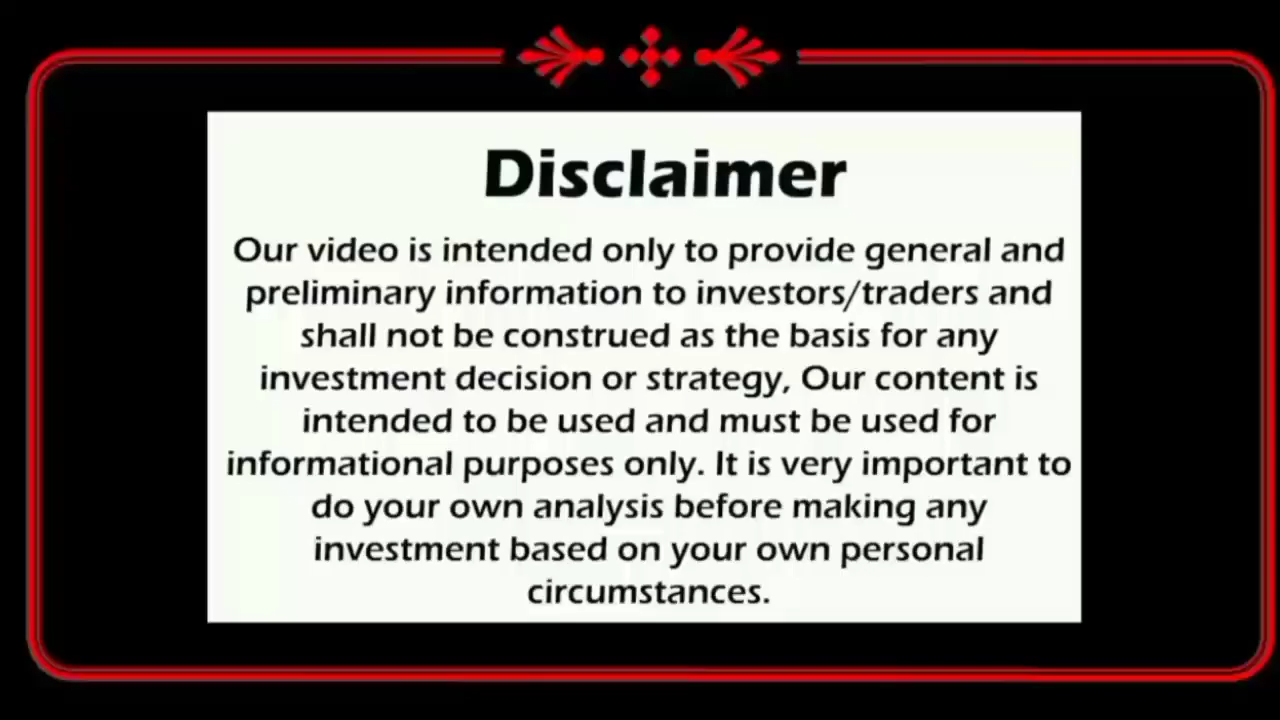 Disclaimer
Our video is intended only to provide general and
preliminary information to investors/traders and
shall not be construed as the basis for any
investment decision or strategy, Our content is
intended to be used and must be used for
informational purposes only. It is very important to
do your own analysis before making any
investment based on your own personal
circumstances.